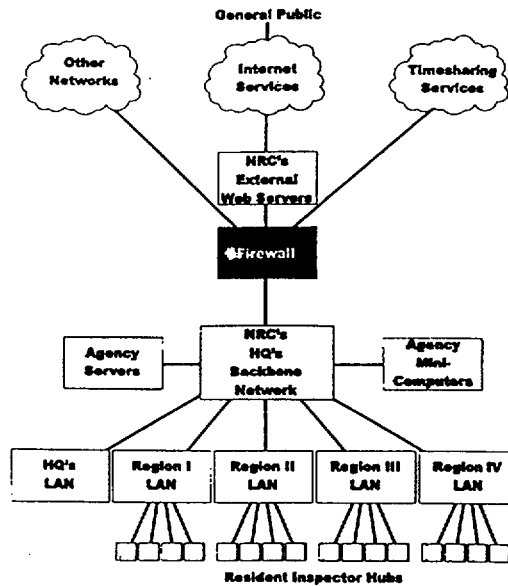 General Public
Other
Networks
Internet
Services
Timesharing
Services
NRC's
External
Web Servers
Firewall
NRC's
HQ's
Backbone
Network
Agency
Servers
Agency
Mini-
Computers
HQ's
LAN
Region I
LAN
Region II
LAN
Region III
LAN
Region IV
LAN
Resident Inspector Hubs